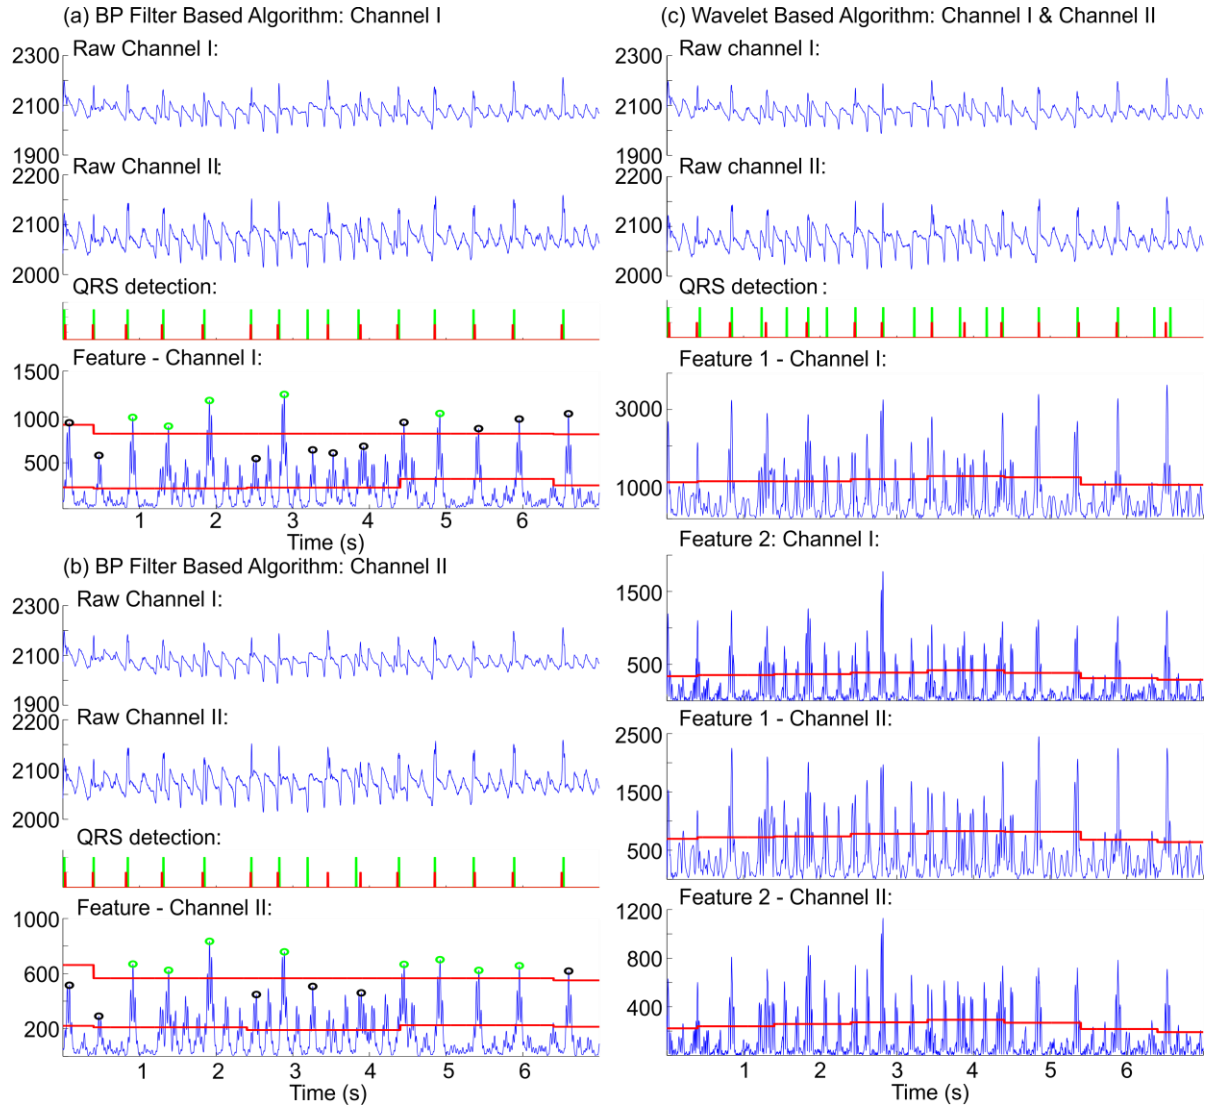 (a) BP Filter Based Algorithm: Channel I
Raw Channel I:
2300
2100
1900
Raw Channel II:
2200
2100
2000
QRS detection:
Feature - Channel I:
1500
1000
500
1 2 3 4 5 6
Time (s)
(b) BP Filter Based Algorithm: Channel II
Raw Channel I:
2300
2100
1900
Raw Channel II:
2200
2100
2000
QRS detection:
Feature - Channel II:
1000
600
200
1 2 3 4 5 6
Time (s)
(c) Wavelet Based Algorithm: Channel I & Channel II
Raw channel I:
2300
2100
1900
Raw channel II:
2200
2100
2000
QRS detection :
Feature 1 - Channel I:
3000
1000
Feature 2: Channel I:
1500
500
Feature 1 - Channel II:
2500
1500
500
Feature 2 - Channel II:
1200
800
400
1 2 3 4 5 6
Time (s)